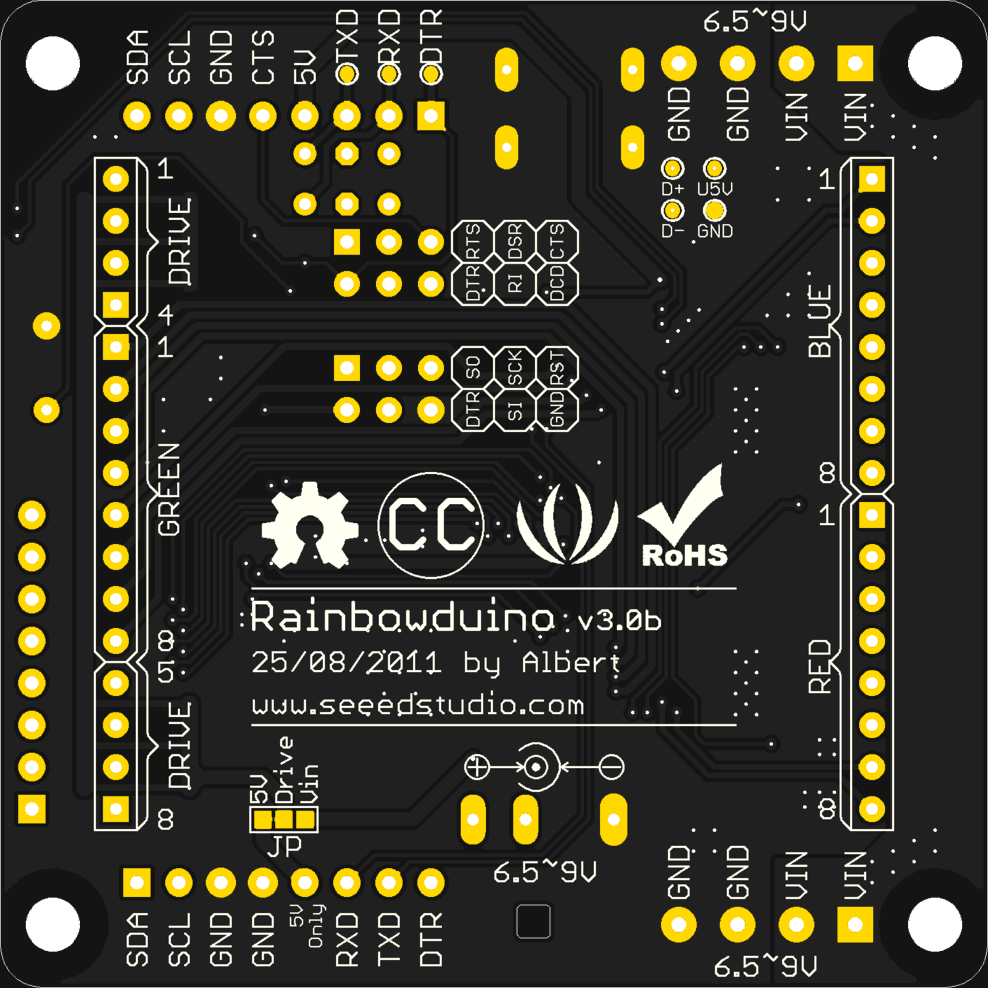 6.5~9V
SDA SCL GND CTS 5V TXD RXD DTR
GND GND VIN VIN
D+ U5V
D- GND
1
DRIVE
4
1
GREEN
8
5
DRIVE
8
RTS DSR CTS
DTR RI DCD
SO SCK RST
DTR SI GND
1
BLUE
8
1
RED
8
CC
RoHS
Rainbowduino v3.0b
25/08/2011 by Albert
www.seeedstudio.com
5V Drive Vin
JP
6.5~9V
SDA SCL GND GND 5V Only RXD TXD DTR
GND GND VIN VIN
6.5~9V